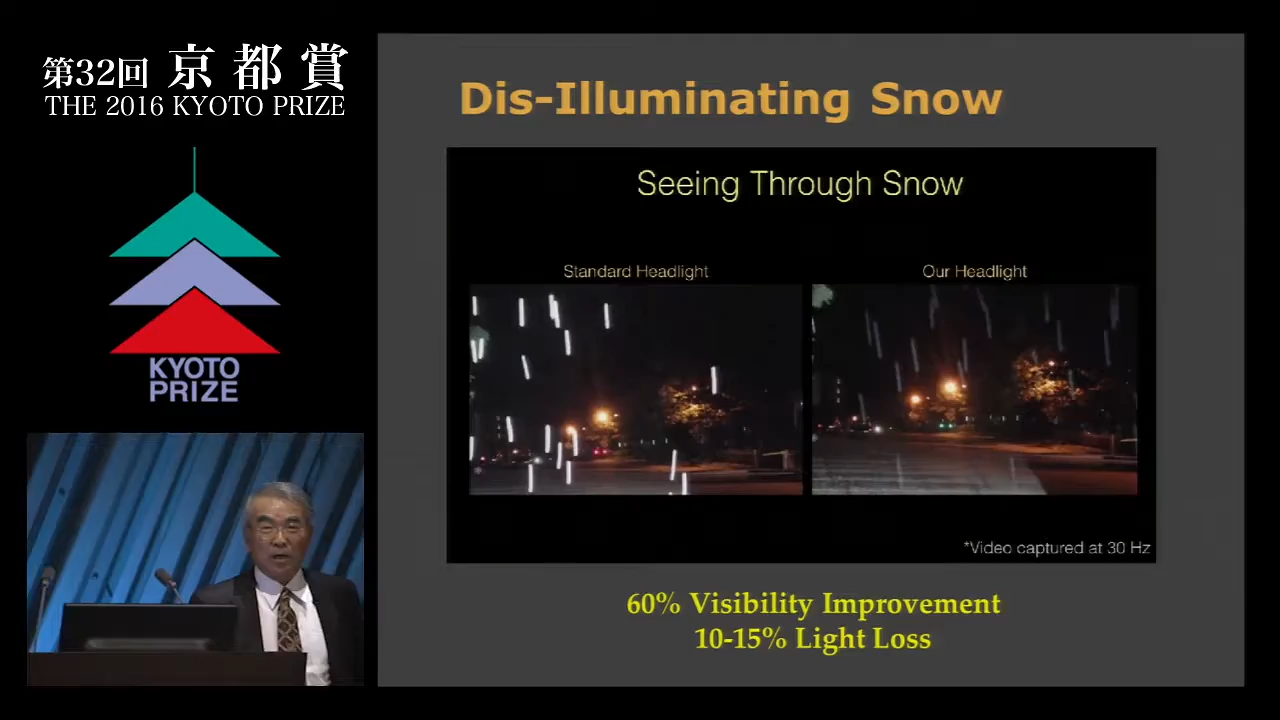 第32回 京都賞
THE 2016 KYOTO PRIZE
KYOTO
PRIZE
Dis-Illuminating Snow
Seeing Through Snow
Standard Headlight
Our Headlight
*Video captured at 30 Hz
60% Visibility Improvement
10-15% Light Loss